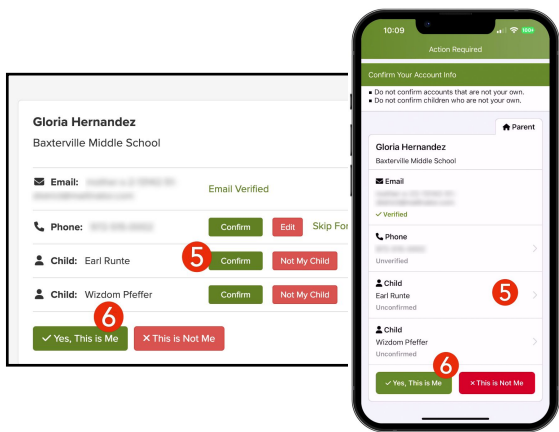 Gloria Hernandez
Baxterville Middle School
Email:
Email Verified
Phone:
Confirm
Edit
Skip For
Child: Earl Runte
5
Confirm
Not My Child
Child: Wizdom Pfeffer
Confirm
Not My Child
6
✓ Yes, This is Me
× This is Not Me
10:09
Action Required
Confirm Your Account Info
▪ Do not confirm accounts that are not your own.
▪ Do not confirm children who are not your own.
Parent
Gloria Hernandez
Baxterville Middle School
Email
✓ Verified
Phone
Unverified
Child
Earl Runte
Unconfirmed
5
Child
Wizdom Pfeffer
Unconfirmed
6
✓ Yes, This is Me
× This is Not Me